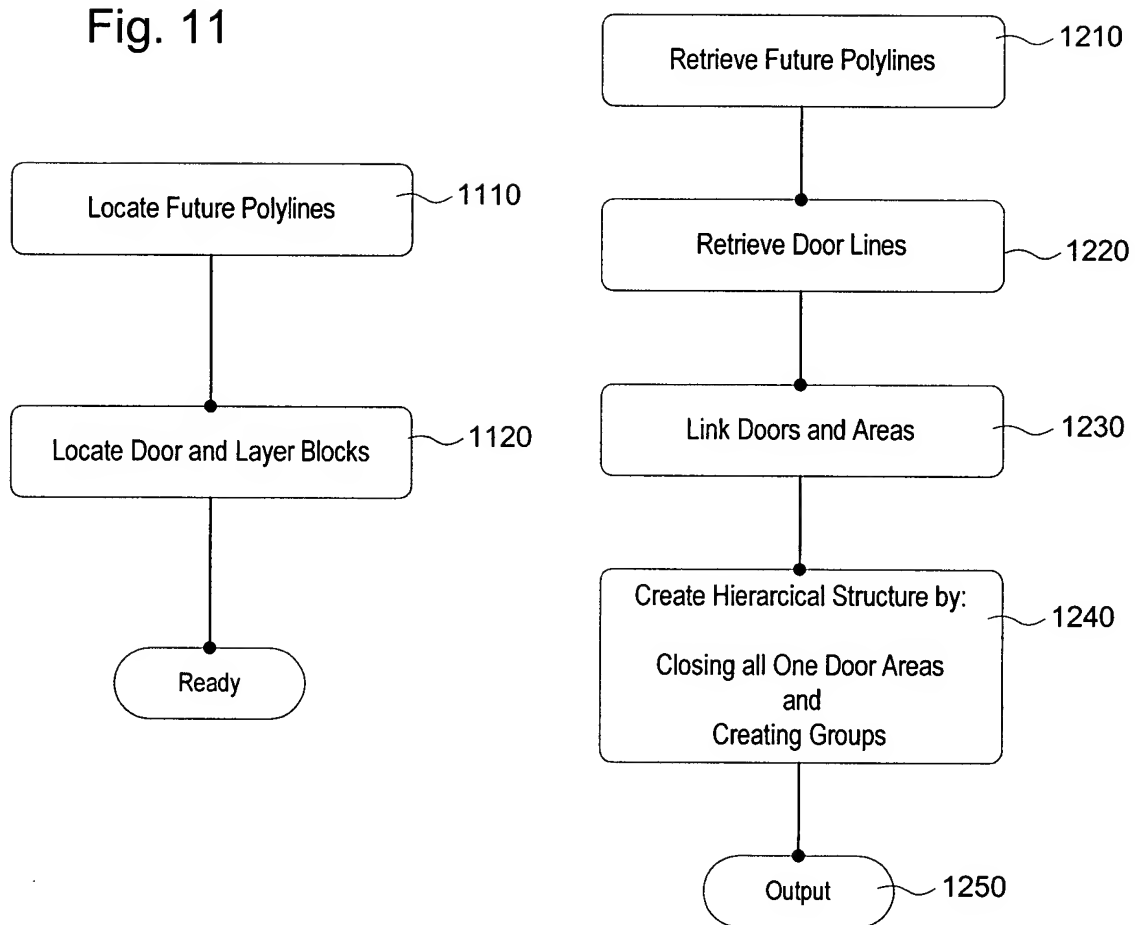 Fig. 11
Locate Future Polylines
1110
Locate Door and Layer Blocks
1120
Ready
Retrieve Future Polylines
1210
Retrieve Door Lines
1220
Link Doors and Areas
1230
Create Hierarcical Structure by:
1240
Closing all One Door Areas
and
Creating Groups
Output
1250